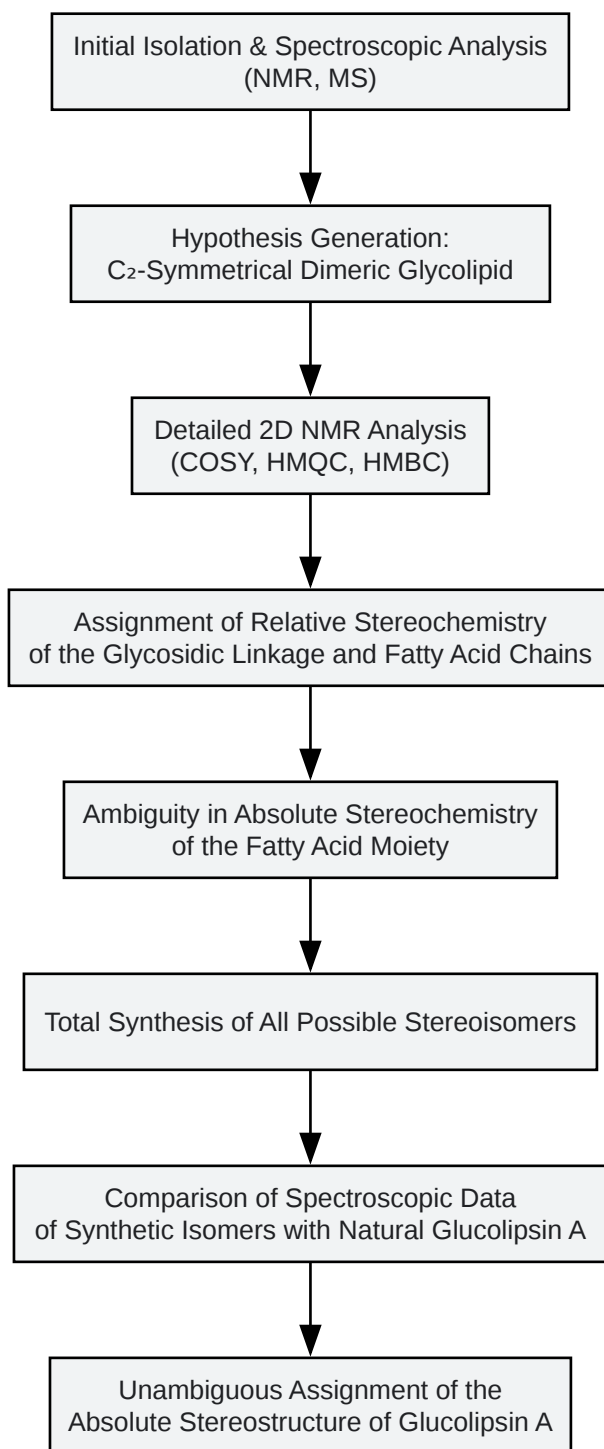 Initial Isolation & Spectroscopic Analysis
(NMR, MS)
Hypothesis Generation:
C₂-Symmetrical Dimeric Glycolipid
Detailed 2D NMR Analysis
(COSY, HMQC, HMBC)
Assignment of Relative Stereochemistry
of the Glycosidic Linkage and Fatty Acid Chains
Ambiguity in Absolute Stereochemistry
of the Fatty Acid Moiety
Total Synthesis of All Possible Stereoisomers
Comparison of Spectroscopic Data
of Synthetic Isomers with Natural Glucolipsin A
Unambiguous Assignment of the
Absolute Stereostructure of Glucolipsin A